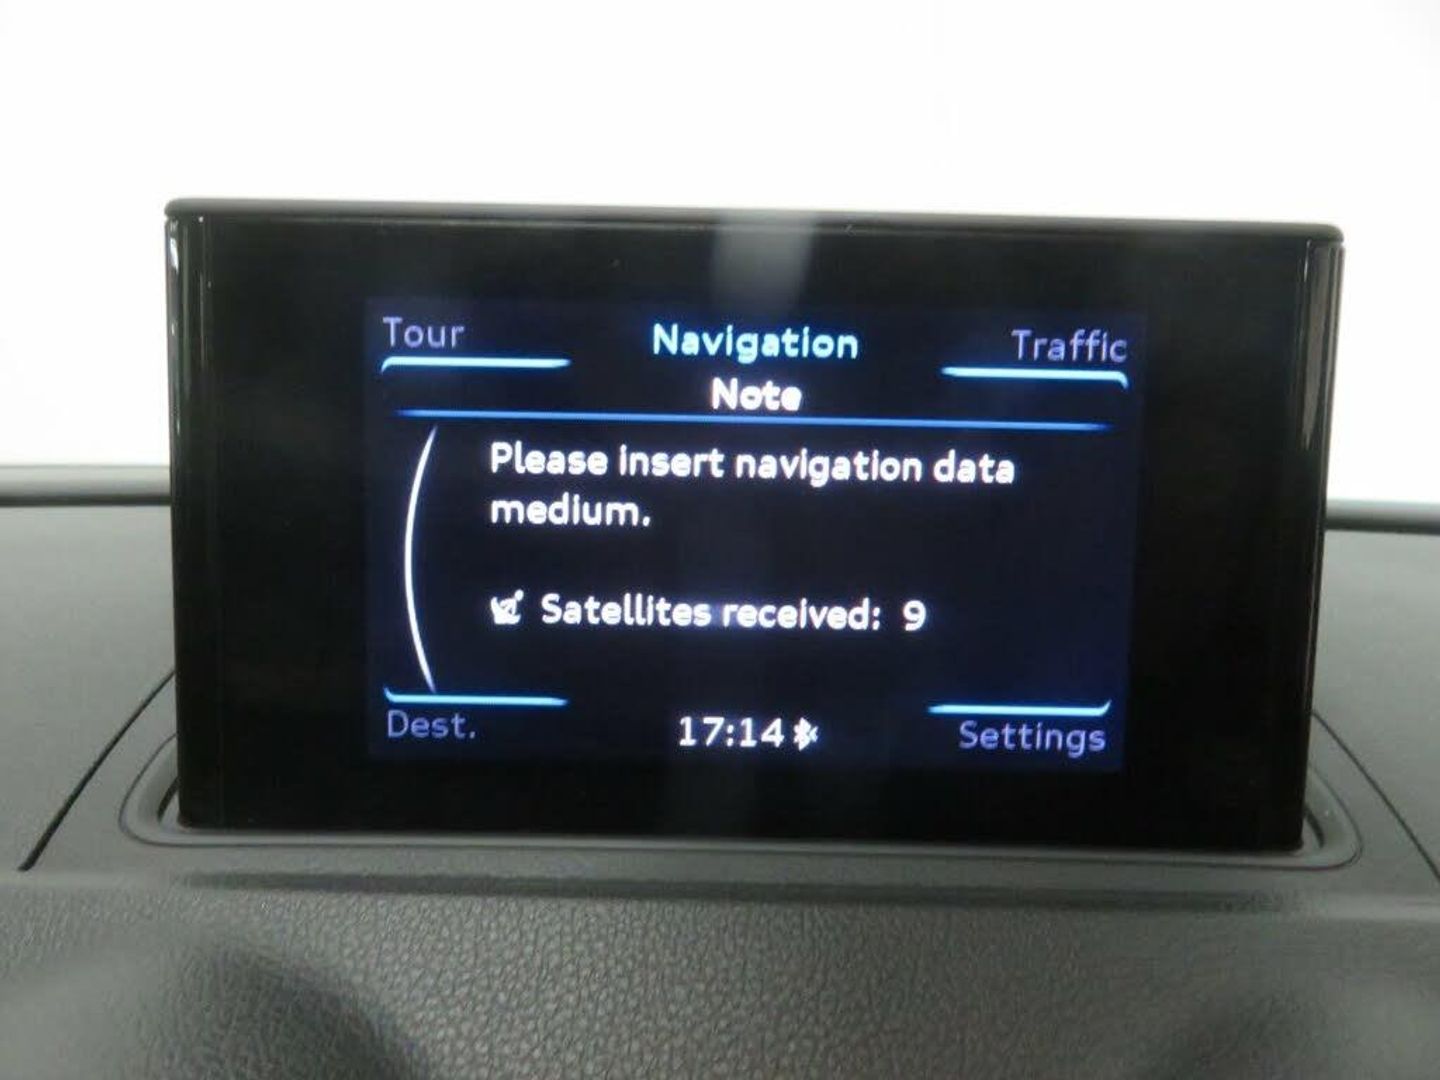 Tour
Navigation
Traffic
Note
Please insert navigation data
medium.
Satellites received: 9
Dest.
17:14
Settings